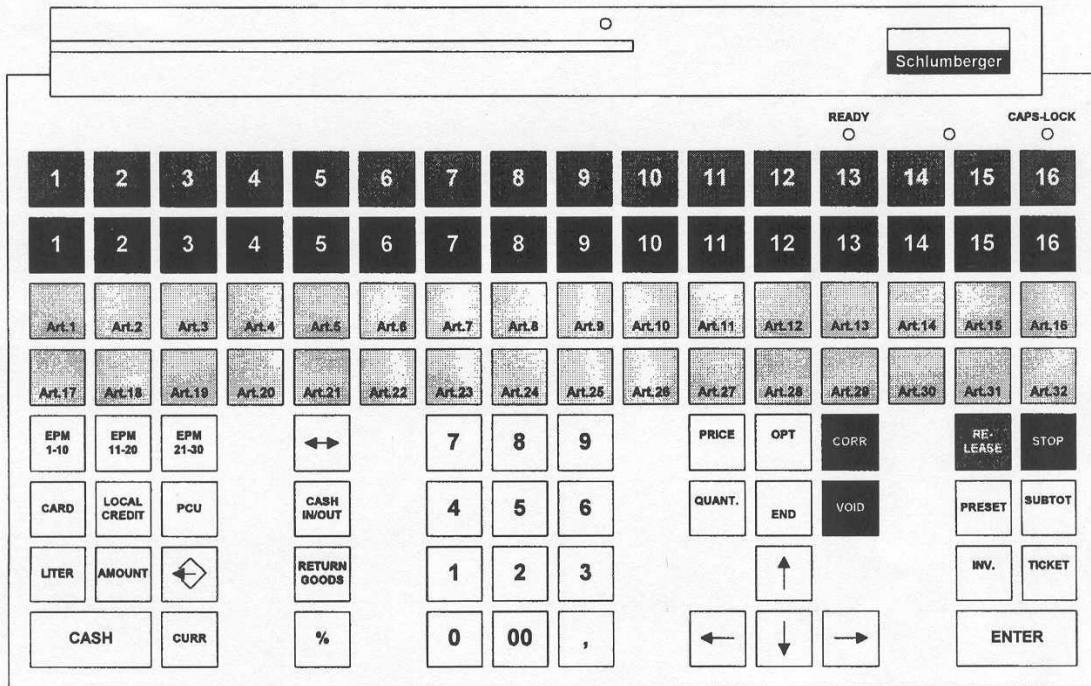 Schlumberger
READY CAPS-LOCK
1 2 3 4 5 6 7 8 9 10 11 12 13 14 15 16
1 2 3 4 5 6 7 8 9 10 11 12 13 14 15 16
Art.1 Art.2 Art.3 Art.4 Art.5 Art.6 Art.7 Art.8 Art.9 Art.10 Art.11 Art.12 Art.13 Art.14 Art.15 Art.16
Art.17 Art.18 Art.19 Art.20 Art.21 Art.22 Art.23 Art.24 Art.25 Art.26 Art.27 Art.28 Art.29 Art.30 Art.31 Art.32
EPM EPM EPM
1-10 11-20 21-30
7 8 9
PRICE OPT CORR
RE-
LEASE
STOP
CARD
LOCAL
CREDIT
PCU
CASH
IN/OUT
4 5 6
QUANT. END VOID
PRESET SUBTOT
LITER AMOUNT
RETURN
GOODS
1 2 3
INV. TICKET
CASH CURR % 0 00 , ENTER